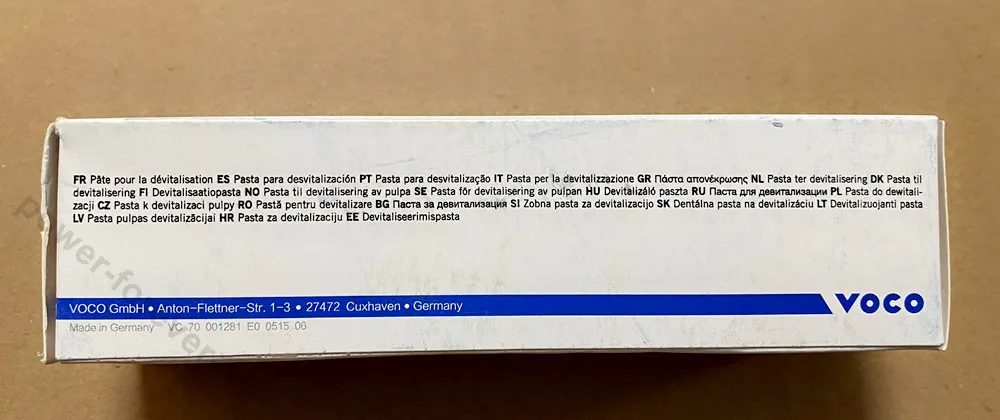 FR Pâte pour la dévitalisation ES Pasta para desvitalización PT Pasta para desvitalização IT Pasta per la devitalizzazione GR Πάστα απονέκρωσης NL Pasta ter devitalisering DK Pasta til
devitalisering FI Devitalisaatiopasta NO Pasta til devitalisering av pulpa SE Pasta för devitalisering av pulpan HU Devitalizáló paszta RU Паста для девитализации PL Pasta do dewitali-
zacji CZ Pasta k devitalizaci pulpy RO Pastă pentru devitalizare BG Паста за девитализация SI Zobna pasta za devitalizacijo SK Dentálna pasta na devitalizáciu LT Devitalizuojanti pasta
LV Pasta pulpas devitalizācijai HR Pasta za devitalizaciju EE Devitaliseerimispasta
VOCO GmbH • Anton-Flettner-Str. 1-3 • 27472 Cuxhaven • Germany
VOCO
Made in Germany VC 70 001281 E0 0515 06
power-forever